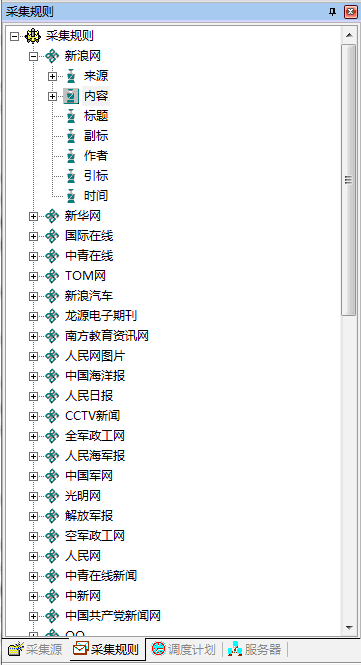 采集规则
采集规则
新浪网
来源
内容
标题
副标
作者
引标
时间
新华网
国际在线
中青在线
TOM网
新浪汽车
龙源电子期刊
南方教育资讯网
人民网图片
中国海洋报
人民日报
CCTV新闻
全军政工网
人民海军报
中国军网
光明网
解放军报
空军政工网
人民网
中青在线新闻
中新网
中国共产党新闻网
采集源 采集规则 调度计划 服务器